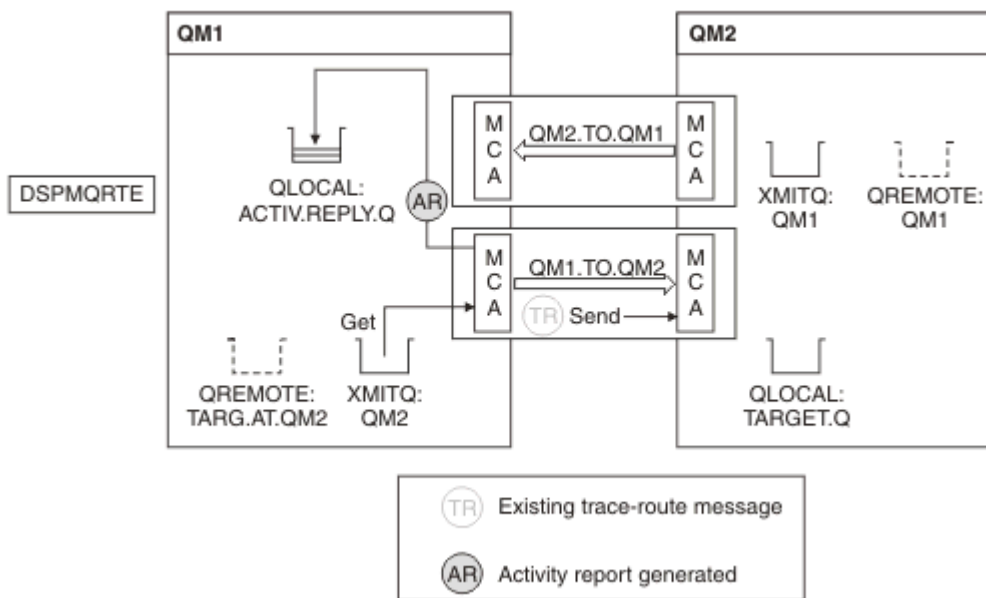 QM1
QM2
DSPMQRTE
QLOCAL:
ACTIV.REPLY.Q
AR
M
C
A
QM2.TO.QM1
M
C
A
XMITQ:
QM1
QREMOTE:
QM1
M
C
A
QM1.TO.QM2
TR
Send
M
C
A
Get
QREMOTE:
TARG.AT.QM2
XMITQ:
QM2
QLOCAL:
TARGET.Q
TR Existing trace-route message
AR Activity report generated